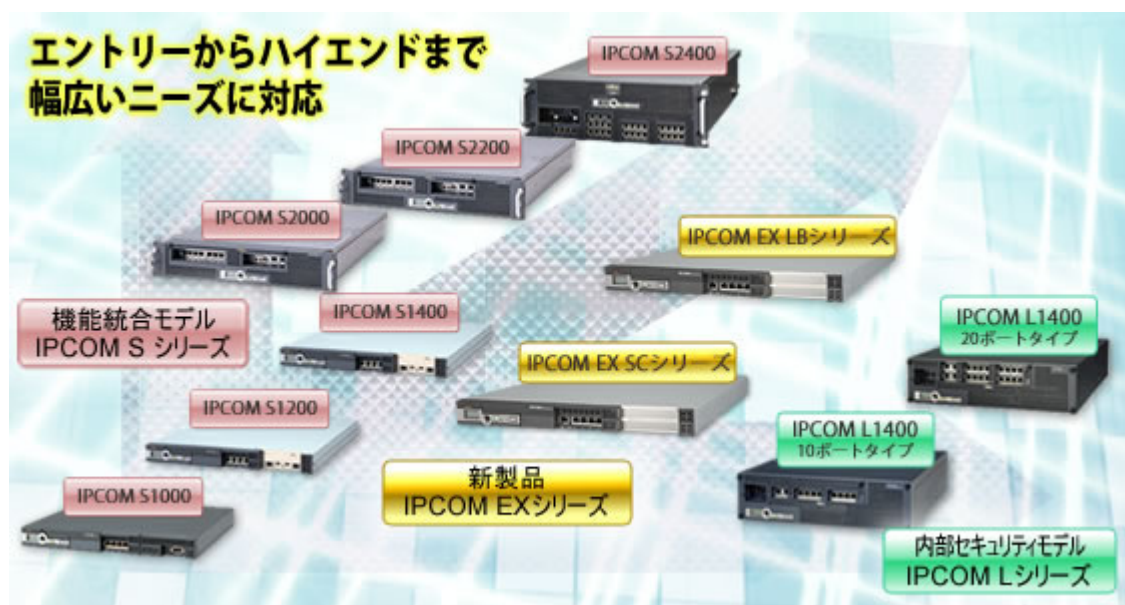 エントリーからハイエンドまで
幅広いニーズに対応
IPCOM S2400
IPCOM S2200
IPCOM S2000
IPCOM EX LBシリーズ
機能統合モデル
IPCOM S シリーズ
IPCOM S1400
IPCOM L1400
20ポートタイプ
IPCOM EX SCシリーズ
IPCOM S1200
IPCOM L1400
10ポートタイプ
新製品
IPCOM EXシリーズ
IPCOM S1000
内部セキュリティモデル
IPCOM Lシリーズ